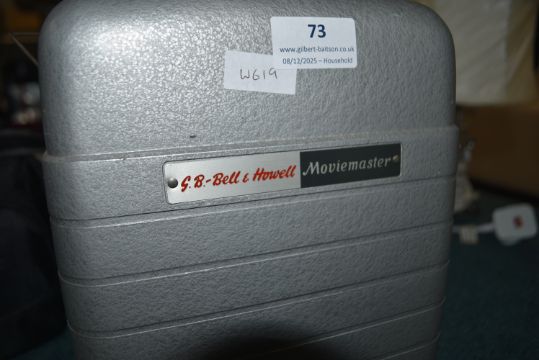 73
www.gilbert-baitson.co.uk
08/12/2025 – Household
W619
G.B.-Bell & Howell Moviemaster